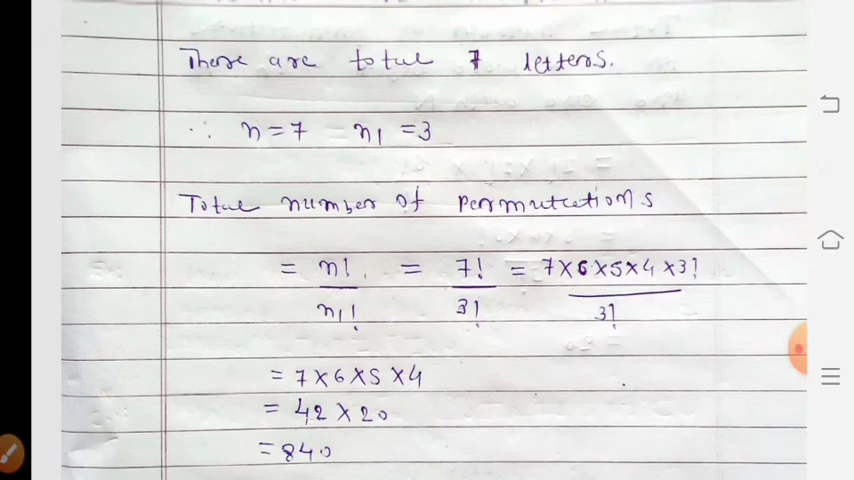 There are total 7 letters.
∴ n = 7 n₁ = 3
Total number of permutations
= n! / n₁! = 7! / 3! = 7×6×5×4×3! / 3!
= 7×6×5×4
= 42×20
= 840